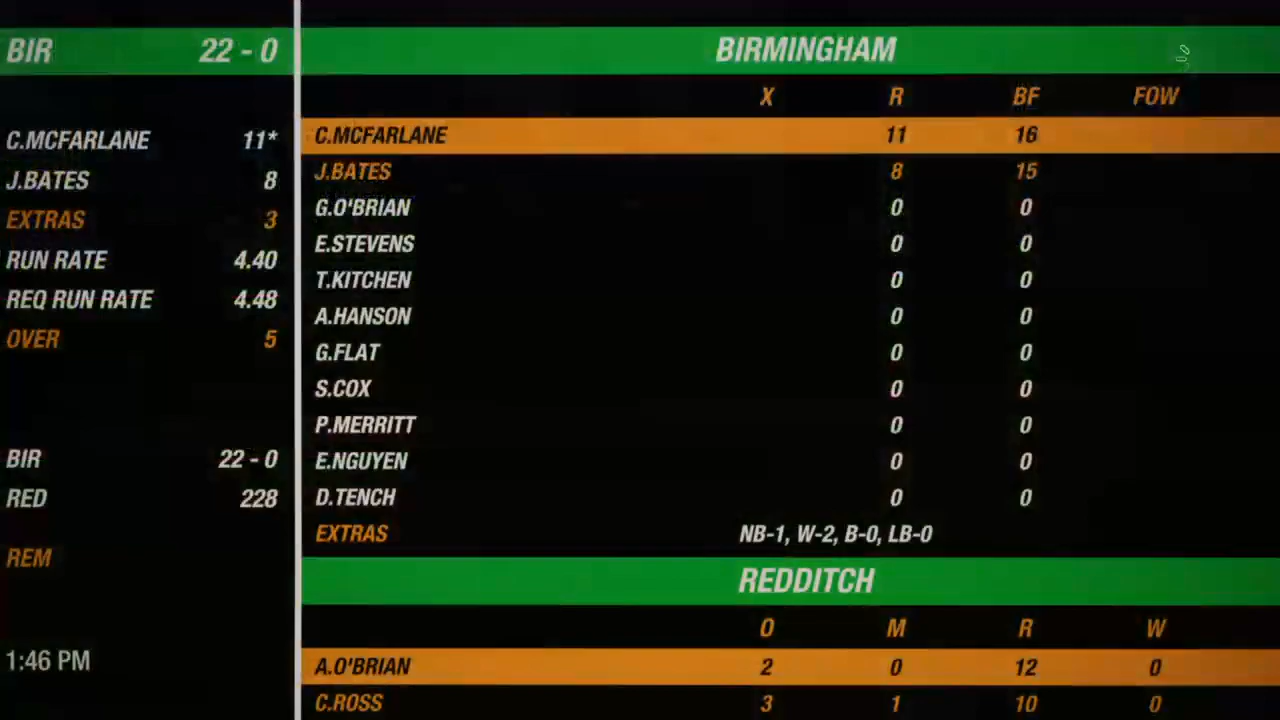 BIR 22 - 0
C.MCFARLANE 11*
J.BATES 8
EXTRAS 3
RUN RATE 4.40
REQ RUN RATE 4.48
OVER 5
BIR 22 - 0
RED 228
REM
1:46 PM
BIRMINGHAM
X R BF FOW
C.MCFARLANE 11 16
J.BATES 8 15
G.O'BRIAN 0 0
E.STEVENS 0 0
T.KITCHEN 0 0
A.HANSON 0 0
G.FLAT 0 0
S.COX 0 0
P.MERRITT 0 0
E.NGUYEN 0 0
D.TENCH 0 0
EXTRAS NB-1, W-2, B-0, LB-0
REDDITCH
O M R W
A.O'BRIAN 2 0 12 0
C.ROSS 3 1 10 0